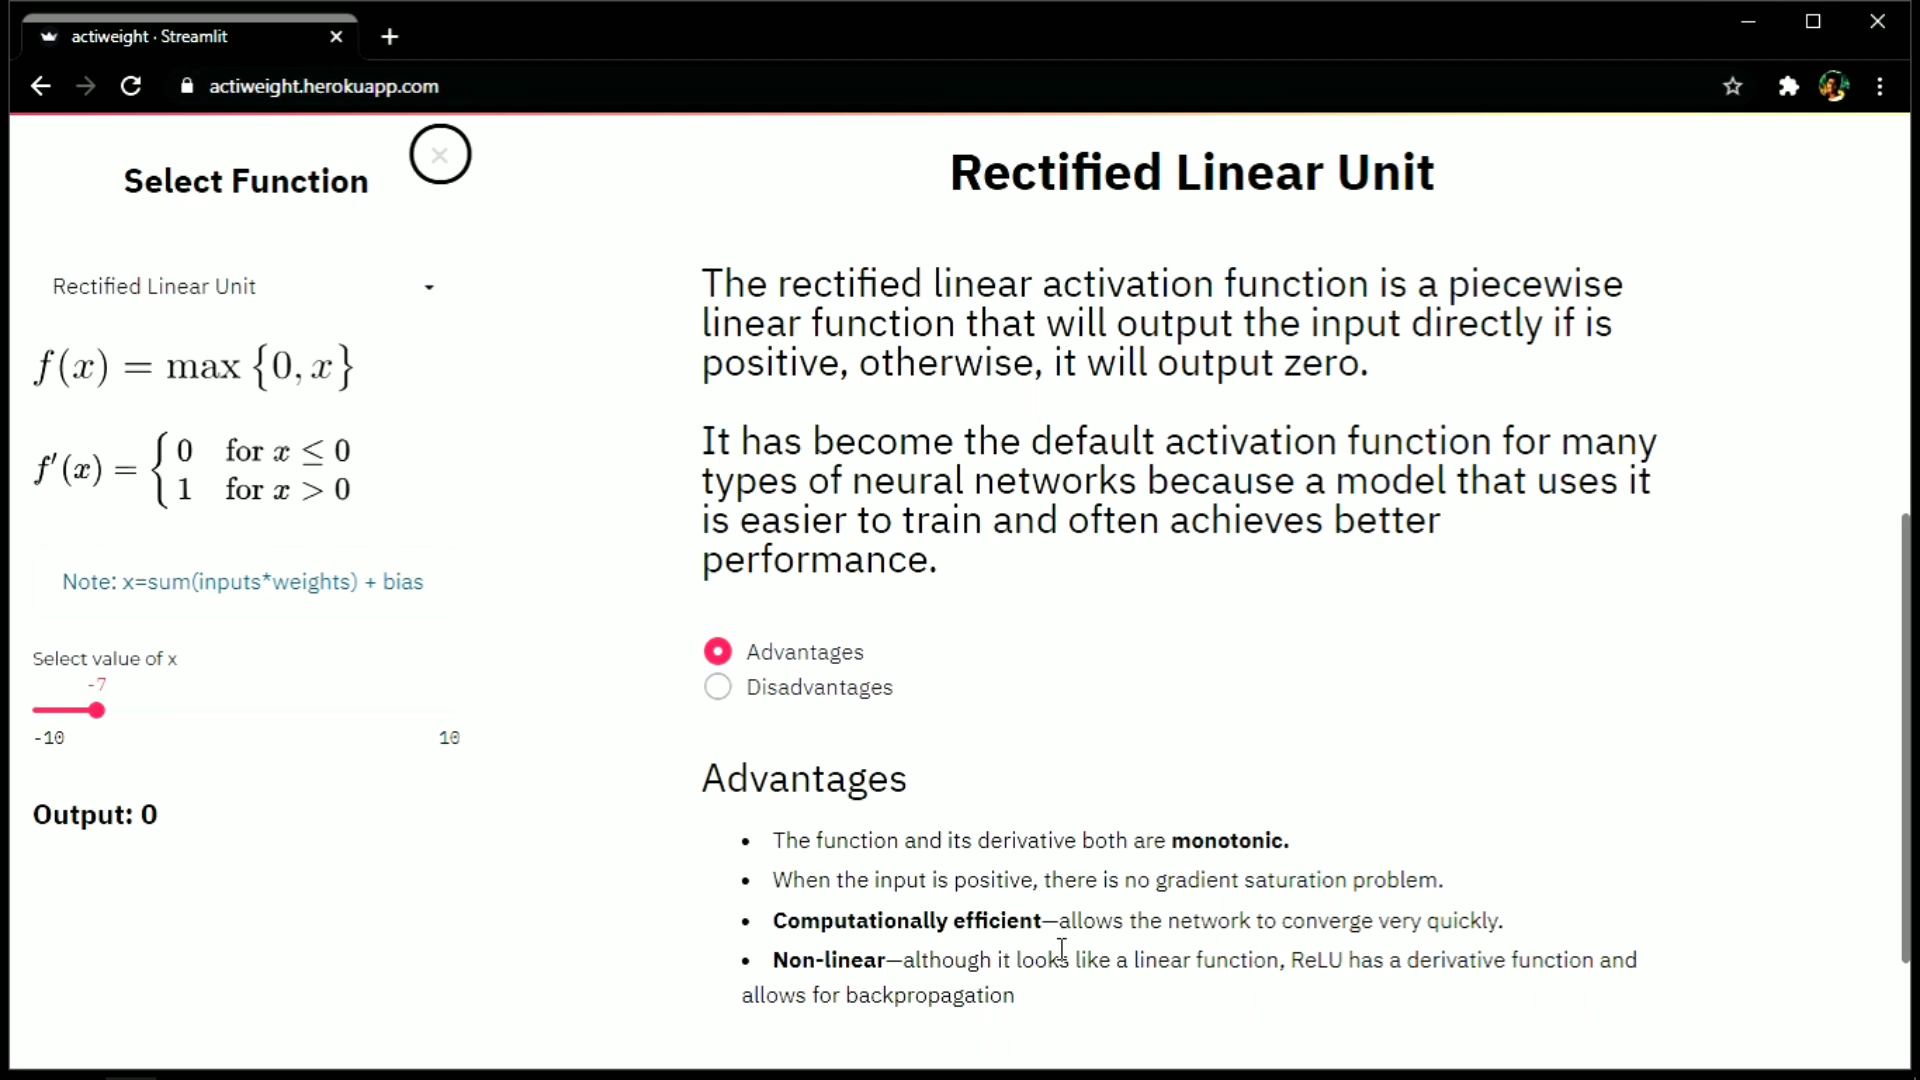 actiweight · Streamlit
actiweight.herokuapp.com
Select Function
Rectified Linear Unit
f(x) = max {0, x}
f′(x) = { 0 for x ≤ 0
1 for x > 0
Note: x=sum(inputs*weights) + bias
Select value of x
-7
-10 10
Output: 0
Rectified Linear Unit
The rectified linear activation function is a piecewise
linear function that will output the input directly if is
positive, otherwise, it will output zero.
It has become the default activation function for many
types of neural networks because a model that uses it
is easier to train and often achieves better
performance.
Advantages
Disadvantages
Advantages
• The function and its derivative both are monotonic.
• When the input is positive, there is no gradient saturation problem.
• Computationally efficient—allows the network to converge very quickly.
• Non-linear—although it looks like a linear function, ReLU has a derivative function and
allows for backpropagation